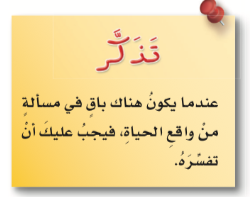 تَذَكَّر
عندما يكونُ هناك باقٍ في مسألةٍ
منْ واقعِ الحياةِ، فيجبُ عليكَ أنْ
تفسِّرَهُ.